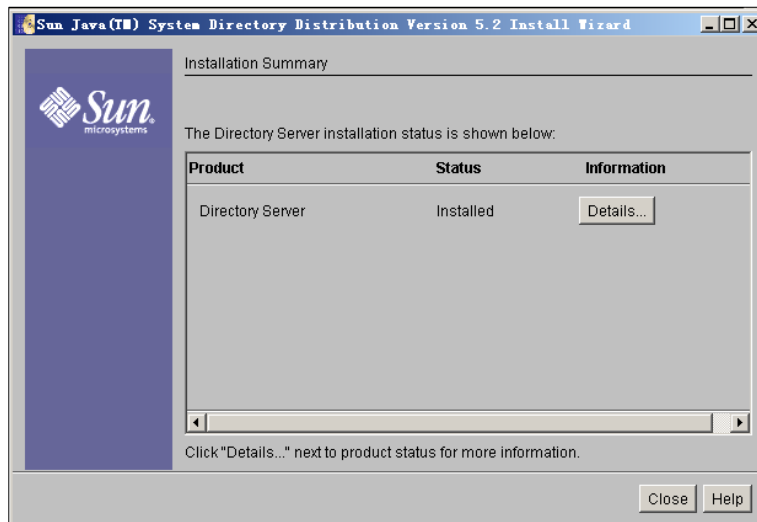 Sun Java(TM) System Directory Distribution Version 5.2 Install Wizard
Sun
microsystems
Installation Summary
The Directory Server installation status is shown below:
Product Status Information
Directory Server Installed Details...
Click "Details..." next to product status for more information.
Close Help